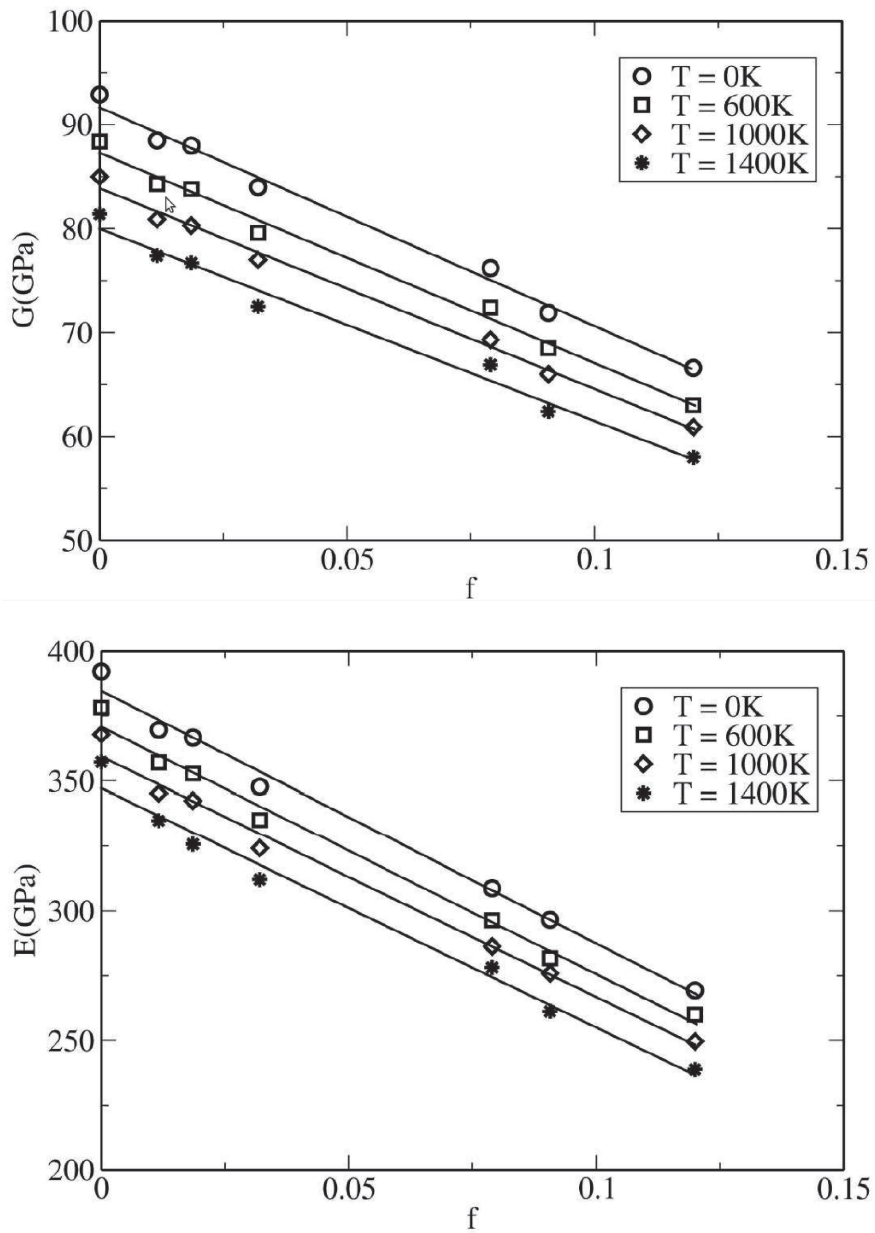 100
90
80
70
60
50
G(GPa)
T = 0K
T = 600K
T = 1000K
T = 1400K
0
0.05
0.1
0.15
f
400
350
300
250
200
E(GPa)
T = 0K
T = 600K
T = 1000K
T = 1400K
0
0.05
0.1
0.15
f